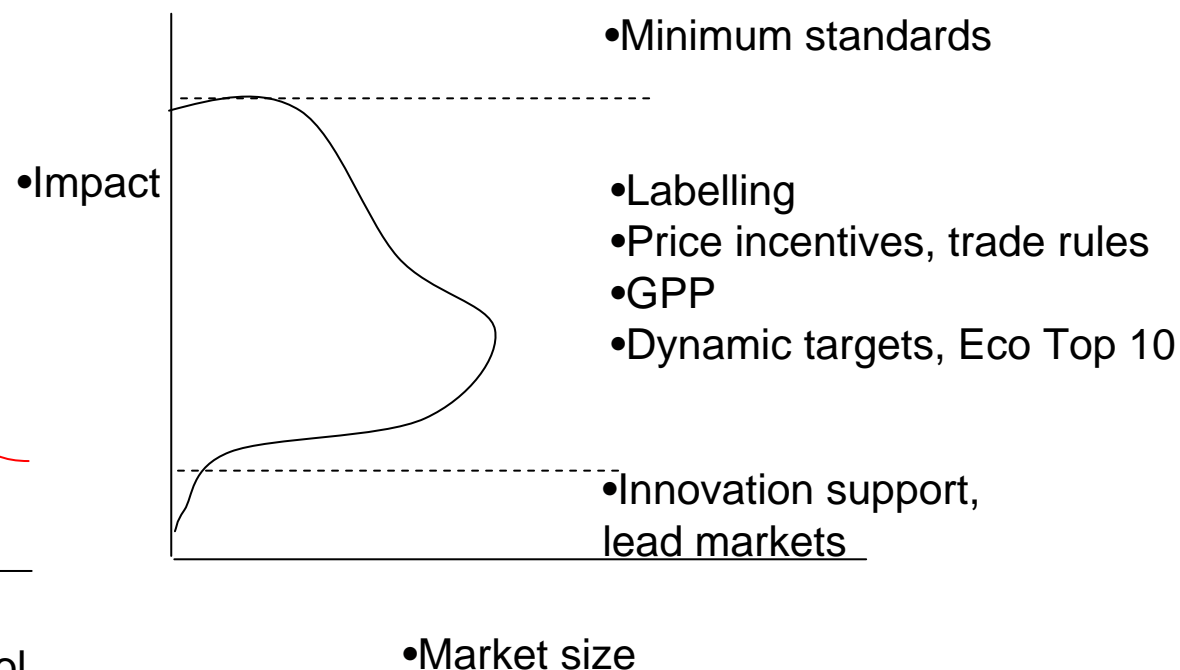 •Minimum standards
•Impact
•Labelling
•Price incentives, trade rules
•GPP
•Dynamic targets, Eco Top 10
•Innovation support,
lead markets
•Market size
ol